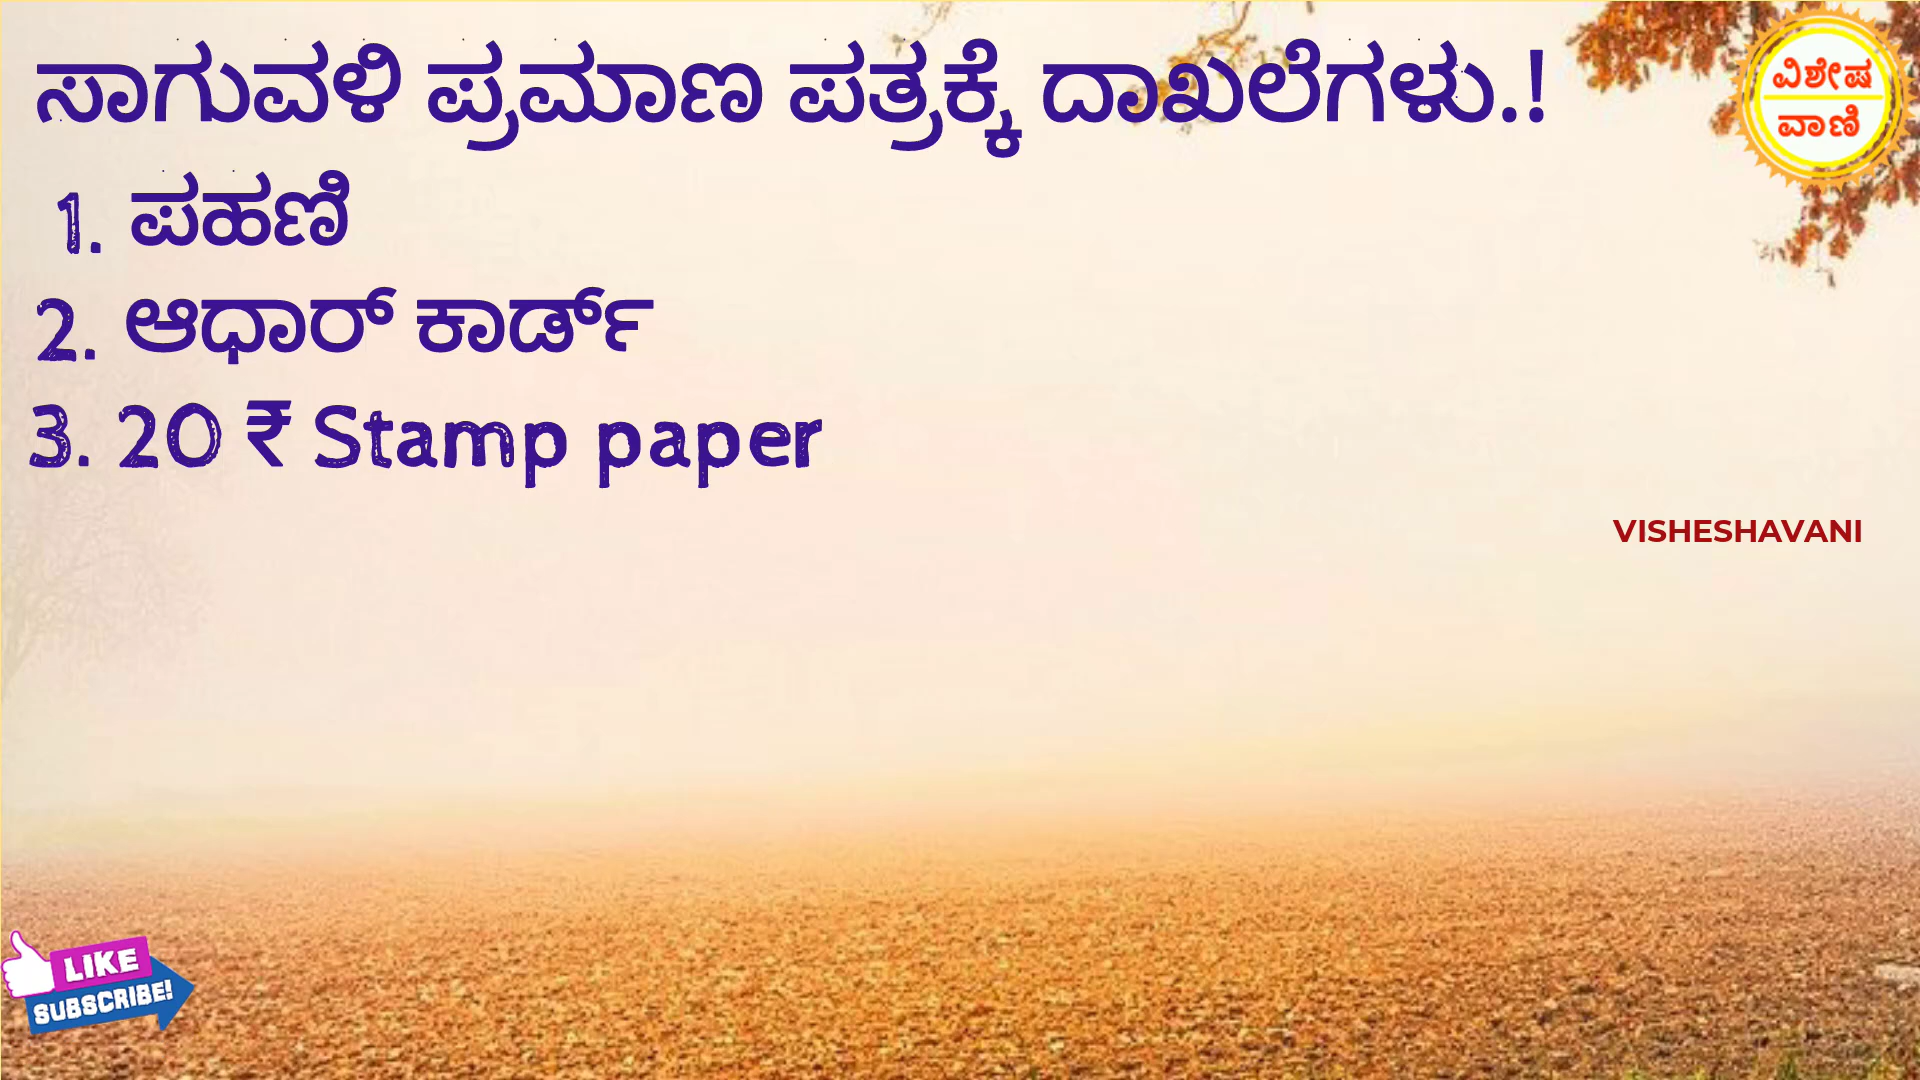 ಸಾಗುವಳಿ ಪ್ರಮಾಣ ಪತ್ರಕ್ಕೆ ದಾಖಲೆಗಳು.!
1. ಪಹಣಿ
2. ಆಧಾರ್ ಕಾರ್ಡ್
3. 20 ₹ Stamp paper
ವಿಶೇಷ
ವಾಣಿ
VISHESHAVANI
LIKE
SUBSCRIBE!